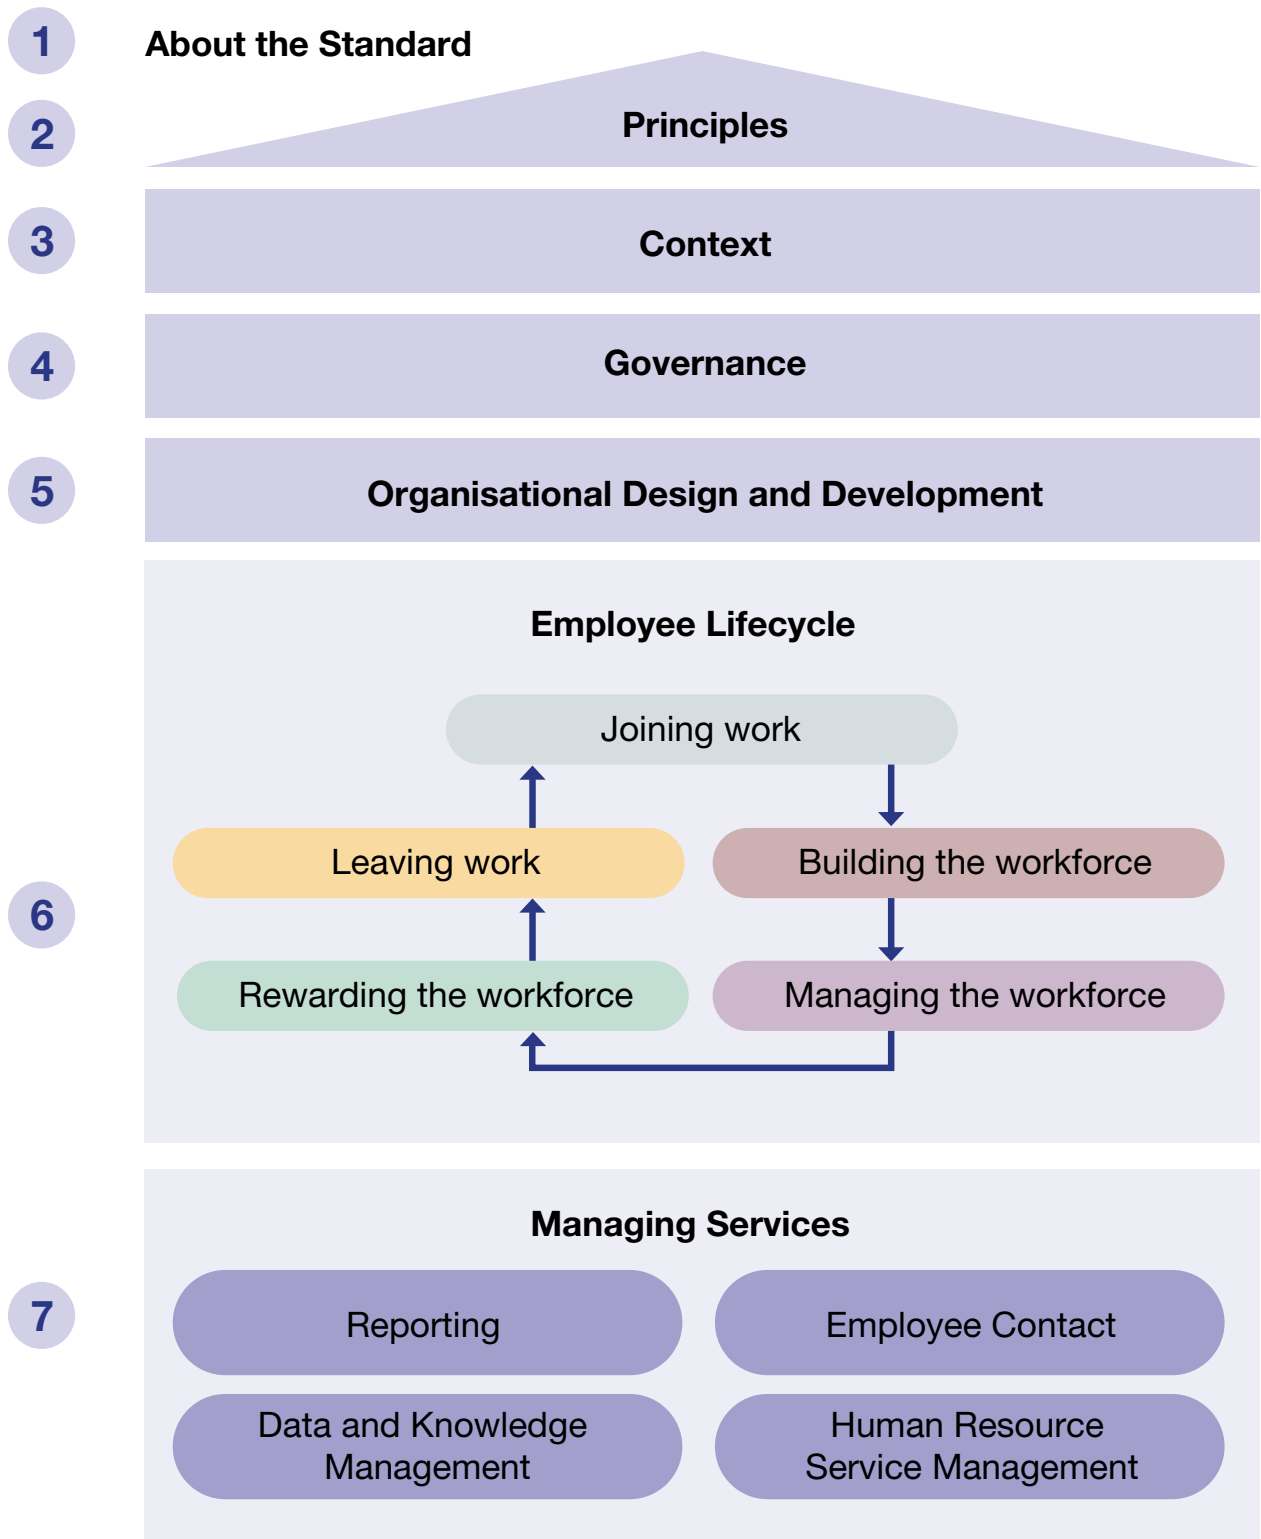 1
About the Standard
2
Principles
3
Context
4
Governance
5
Organisational Design and Development
Employee Lifecycle
Joining work
Leaving work
Building the workforce
6
Rewarding the workforce
Managing the workforce
Managing Services
7
Reporting
Employee Contact
Data and Knowledge
Management
Human Resource
Service Management